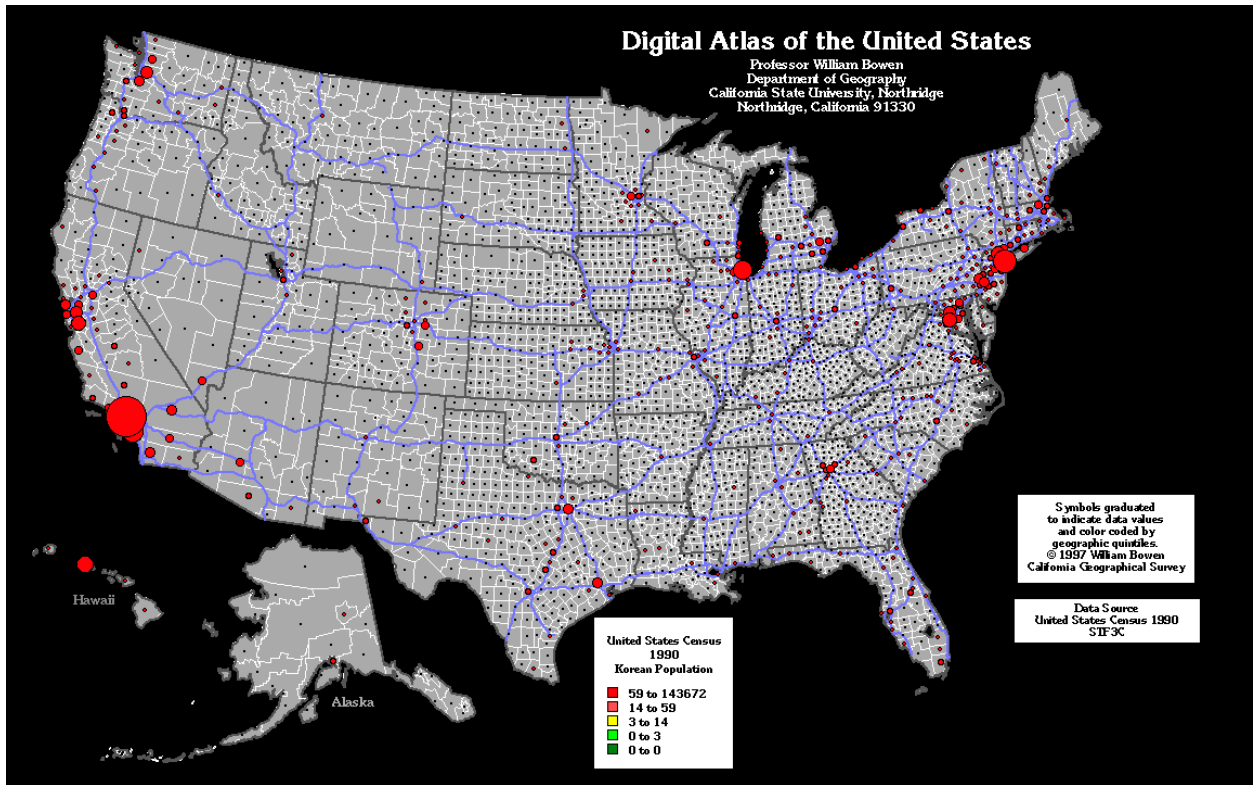 Digital Atlas of the United States
Professor William Bowen
Department of Geography
California State University, Northridge
Northridge, California 91330
Symbols graduated
to indicate data values
and color coded by
geographic quintiles.
© 1997 William Bowen
California Geographical Survey
Data Source
United States Census 1990
STF3C
Hawaii
Alaska
United States Census
1990
Korean Population
59 to 143672
14 to 59
3 to 14
0 to 3
0 to 0